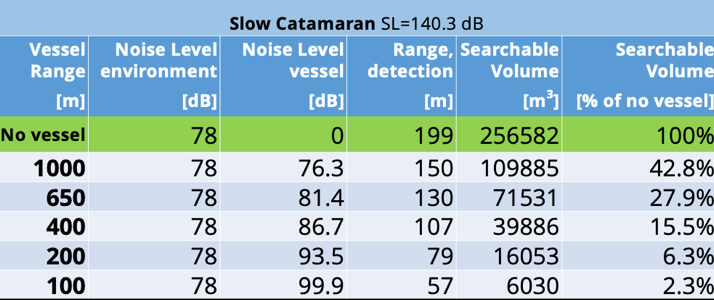 Slow Catamaran SL=140.3 dB
Vessel Range [m] Noise Level environment [dB] Noise Level vessel [dB] Range, detection [m] Searchable Volume [m³] Searchable Volume [% of no vessel]
No vessel 78 0 199 256582 100%
1000 78 76.3 150 109885 42.8%
650 78 81.4 130 71531 27.9%
400 78 86.7 107 39886 15.5%
200 78 93.5 79 16053 6.3%
100 78 99.9 57 6030 2.3%